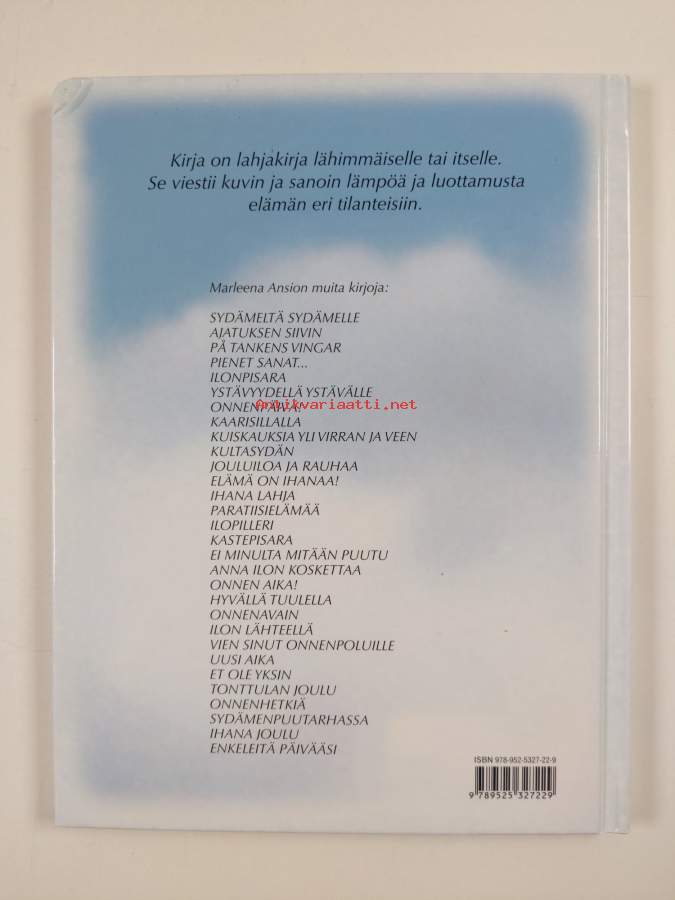 Kirja on lahjakirja lähimmäiselle tai itselle.
Se viestii kuvin ja sanoin lämpöä ja luottamusta
elämän eri tilanteisiin.
Marleena Ansion muita kirjoja:
SYDÄMELTÄ SYDÄMELLE
AJATUKSEN SIIVIN
PÅ TANKENS VINGAR
PIENET SANAT...
ILONPISARA
YSTÄVYYDELLÄ YSTÄVÄLLE
Antikvariaatti.net
ONNEN PÄIVÄ!
KAARISILLALLA
KUISKAUKSIA YLI VIRRAN JA VEEN
KULTASYDÄN
JOULUILOA JA RAUHAA
ELÄMÄ ON IHANAA!
IHANA LAHJA
PARATIISIELÄMÄÄ
ILOPILLERI
KASTEPISARA
EI MINULTA MITÄÄN PUUTU
ANNA ILON KOSKETTAA
ONNEN AIKA!
HYVÄLLÄ TUULELLA
ONNENAVAIN
ILON LÄHTEELLÄ
VIEN SINUT ONNENPOLUILLE
UUSI AIKA
ET OLE YKSIN
TONTTULAN JOULU
ONNENHETKIÄ
SYDÄMENPUUTARHASSA
IHANA JOULU
ENKELEITÄ PÄIVÄÄSI
ISBN 978-952-5327-22-9
9 789525 327229